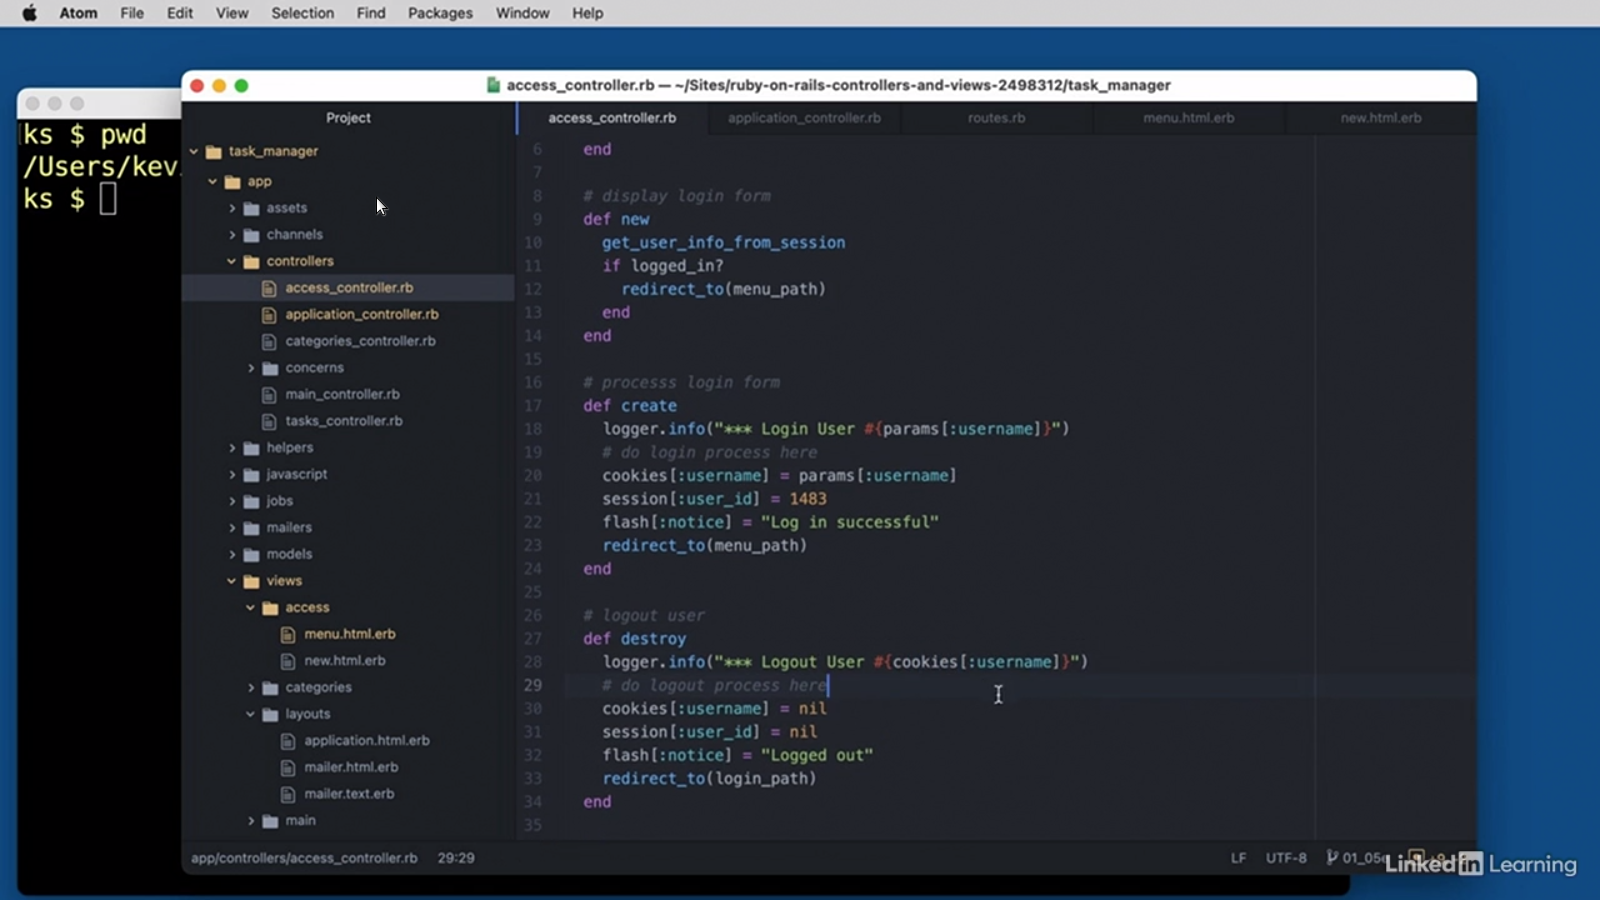 Atom File Edit View Selection Find Packages Window Help
access_controller.rb — ~/Sites/ruby-on-rails-controllers-and-views-2498312/task_manager
ks $ pwd
/Users/kev
ks $
Project
task_manager
app
assets
channels
controllers
access_controller.rb
application_controller.rb
categories_controller.rb
concerns
main_controller.rb
tasks_controller.rb
helpers
javascript
jobs
mailers
models
views
access
menu.html.erb
new.html.erb
categories
layouts
application.html.erb
mailer.html.erb
mailer.text.erb
main
access_controller.rb application_controller.rb routes.rb menu.html.erb new.html.erb
6 end
7
8 # display login form
9 def new
10 get_user_info_from_session
11 if logged_in?
12 redirect_to(menu_path)
13 end
14 end
15
16 # processs login form
17 def create
18 logger.info("*** Login User #{params[:username]}")
19 # do login process here
20 cookies[:username] = params[:username]
21 session[:user_id] = 1483
22 flash[:notice] = "Log in successful"
23 redirect_to(menu_path)
24 end
25
26 # logout user
27 def destroy
28 logger.info("*** Logout User #{cookies[:username]}")
29 # do logout process here
30 cookies[:username] = nil
31 session[:user_id] = nil
32 flash[:notice] = "Logged out"
33 redirect_to(login_path)
34 end
35
app/controllers/access_controller.rb 29:29 LF UTF-8 01_05
LinkedIn Learning